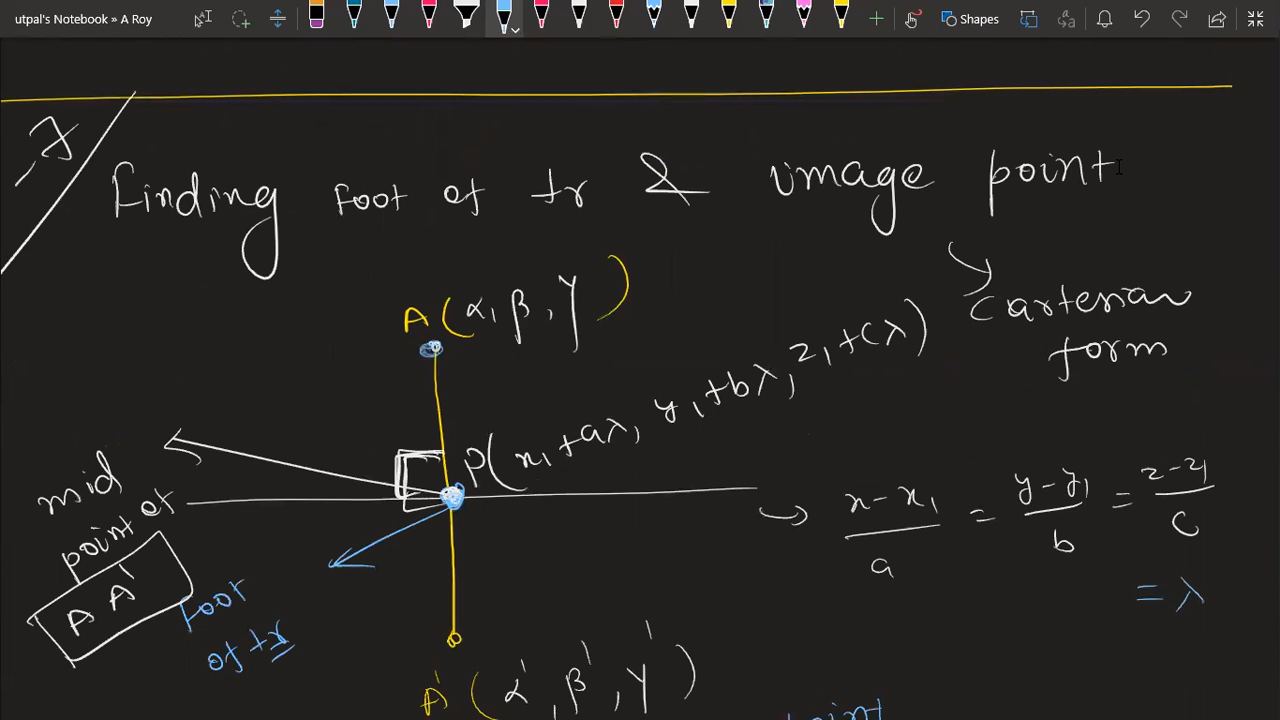 utpal's Notebook » A Roy
Shapes
7
Finding Foot of ⊥r & image point
Cartesian
form
A(α, β, γ)
P(x₁+aλ, y₁+bλ, z₁+cλ)
mid
point of
AA'
Foot
of ⊥r
(x-x₁)/a = (y-y₁)/b = (z-z₁)/c
= λ
A'(α', β', γ')
point